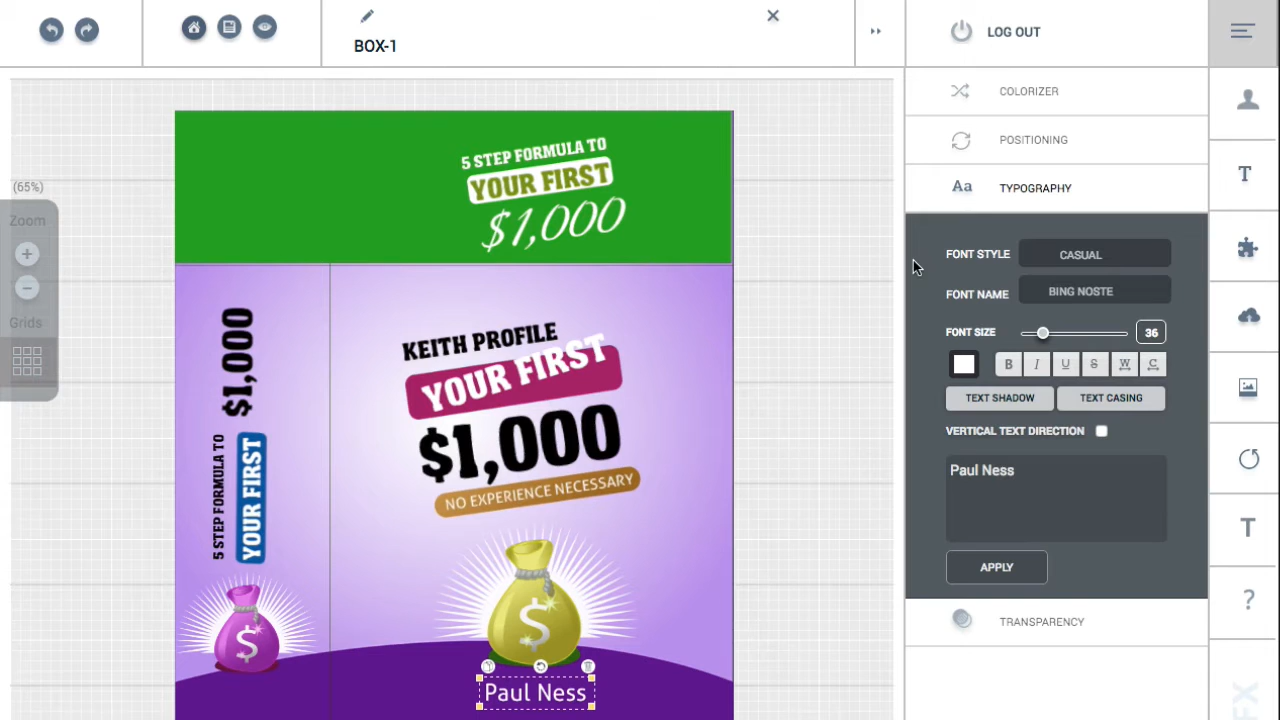 BOX-1
LOG OUT
COLORIZER
POSITIONING
Aa TYPOGRAPHY
(65%)
Zoom
Grids
5 STEP FORMULA TO
YOUR FIRST
$1,000
$1,000
5 STEP FORMULA TO
YOUR FIRST
$
KEITH PROFILE
YOUR FIRST
$1,000
NO EXPERIENCE NECESSARY
$
Paul Ness
FONT STYLE CASUAL
FONT NAME BING NOSTE
FONT SIZE 36
B I U S W C
TEXT SHADOW TEXT CASING
VERTICAL TEXT DIRECTION
Paul Ness
APPLY
TRANSPARENCY
T
T
?
FX